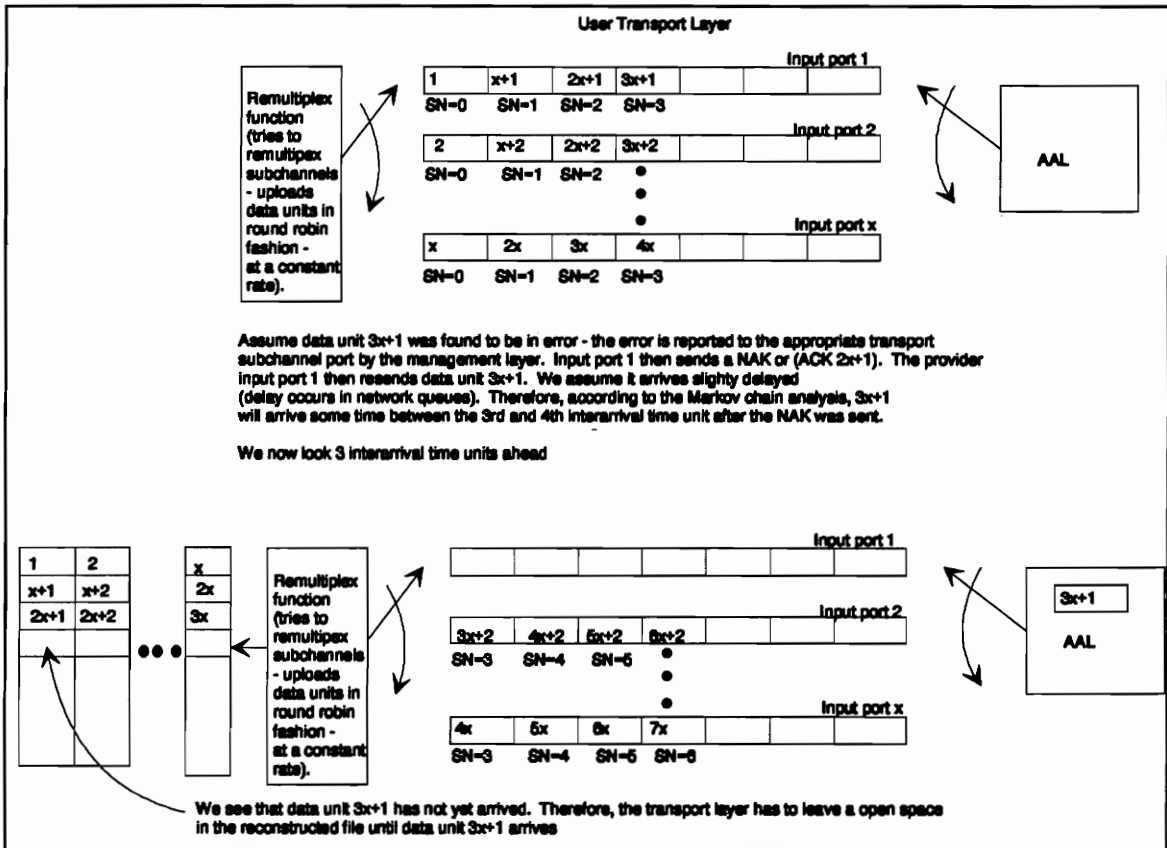 User Transport Layer
Input port 1
1 x+1 2x+1 3x+1
SN=0 SN=1 SN=2 SN=3
Input port 2
2 x+2 2x+2 3x+2
SN=0 SN=1 SN=2
Input port x
x 2x 3x 4x
SN=0 SN=1 SN=2 SN=3
Remultiplex
function
(tries to
remultipex
subchannels
- uploads
data units in
round robin
fashion -
at a constant
rate).
AAL
Assume data unit 3x+1 was found to be in error - the error is reported to the appropriate transport
subchannel port by the management layer. Input port 1 then sends a NAK or (ACK 2x+1). The provider
input port 1 then resends data unit 3x+1. We assume it arrives slighty delayed
(delay occurs in network queues). Therefore, according to the Markov chain analysis, 3x+1
will arrive some time between the 3rd and 4th interarrival time unit after the NAK was sent.
We now look 3 interarrival time units ahead
1 2 x
x+1 x+2 2x
2x+1 2x+2 3x
Remultiplex
function
(tries to
remultipex
subchannels
- uploads
data units in
round robin
fashion -
at a constant
rate).
Input port 1
Input port 2
3x+2 4x+2 5x+2 6x+2
SN=3 SN=4 SN=5
Input port x
4x 5x 6x 7x
SN=3 SN=4 SN=5 SN=6
3x+1
AAL
We see that data unit 3x+1 has not yet arrived. Therefore, the transport layer has to leave a open space
in the reconstructed file until data unit 3x+1 arrives